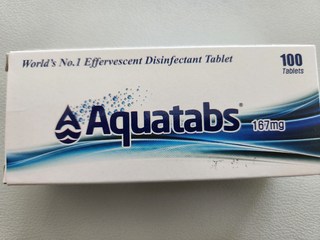 World's No.1 Effervescent Disinfectant Tablet
100
Tablets
Aquatabs®
167mg